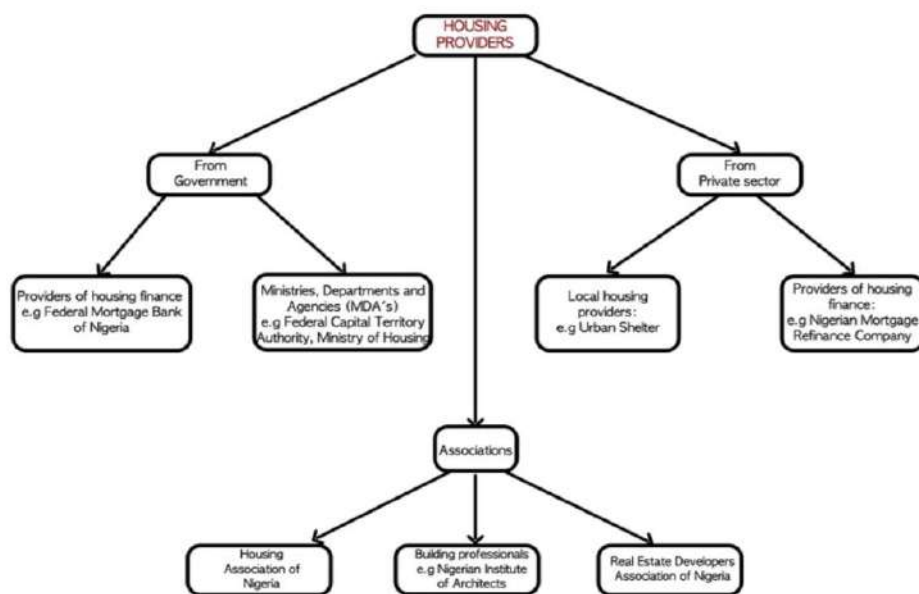 HOUSING
PROVIDERS
From
Government
From
Private sector
Providers of housing finance
e.g Federal Mortgage Bank
of Nigeria
Ministries, Departments and
Agencies (MDA's)
e.g Federal Capital Territory
Authority, Ministry of Housing
Local housing
providers:
e.g Urban Shelter
Providers of housing
finance:
e.g Nigerian Mortgage
Refinance Company
Associations
Housing
Association of
Nigeria
Building professionals
e.g Nigerian Institute
of Architects
Real Estate Developers
Association of Nigeria